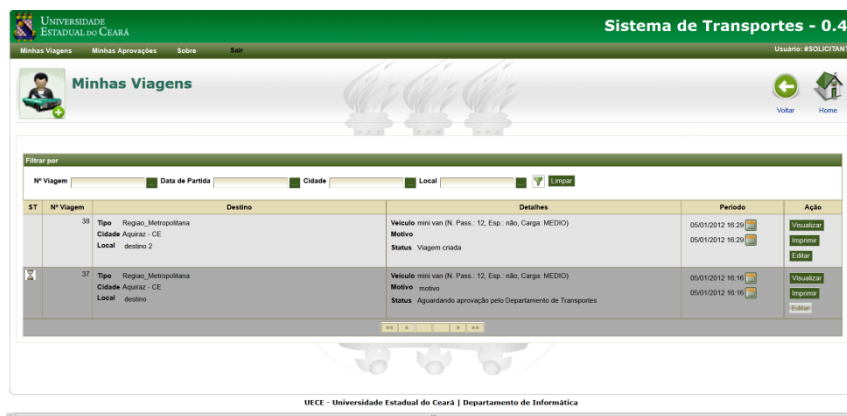 UNIVERSIDADE
ESTADUAL DO CEARÁ
Sistema de Transportes - 0.4
Minhas Viagens Minhas Aprovações Sobre Sair
Usuário: #SOLICITANT
Minhas Viagens
Voltar Home
Filtrar por
Nº Viagem Data de Partida Cidade Local Limpar
ST Nº Viagem Destino Detalhes Periodo Ação
38 Tipo Regiao_Metropolitana Veiculo mini van (N. Pass.: 12, Esp.: não, Carga: MEDIO) 05/01/2012 16:29 Visualizar
Cidade Aquiraz - CE Motivo 05/01/2012 16:29 Imprimir
Local destino 2 Status Viagem criada Editar
37 Tipo Regiao_Metropolitana Veiculo mini van (N. Pass.: 12, Esp.: não, Carga: MEDIO) 05/01/2012 16:16 Visualizar
Cidade Aquiraz - CE Motivo motivo 05/01/2012 16:16 Imprimir
Local destino Status Aguardando aprovação pelo Departamento de Transportes Editar
«« « » »»
UECE - Universidade Estadual do Ceará | Departamento de Informática